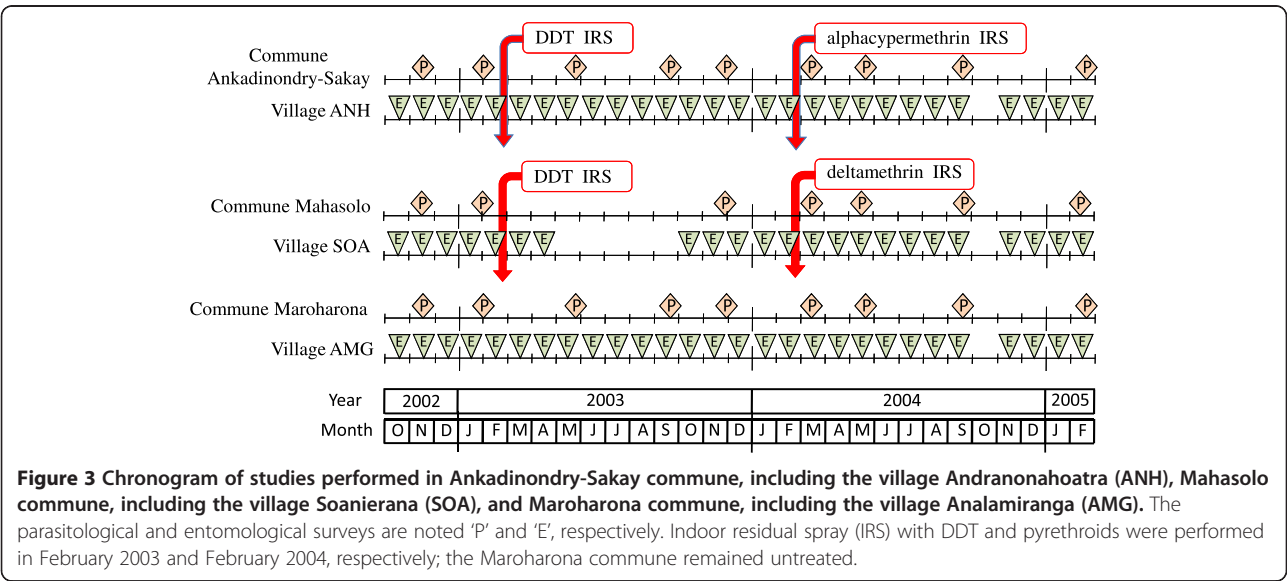 DDT IRS
alphacypermethrin IRS
Commune
Ankadinondry-Sakay
P P P P P P P P P
Village ANH
E E E E E E E E E E E E E E E E E E E E E E E E E E E E
DDT IRS
deltamethrin IRS
Commune Mahasolo
P P P P P P P
Village SOA
E E E E E E E E E E E E E E E E E E E E E E E
Commune Maroharona
P P P P P P P P P
Village AMG
E E E E E E E E E E E E E E E E E E E E E E E E E E E E
Year 2002 2003 2004 2005
Month O N D J F M A M J J A S O N D J F M A M J J A S O N D J F
Figure 3 Chronogram of studies performed in Ankadinondry-Sakay commune, including the village Andranonahoatra (ANH), Mahasolo
commune, including the village Soanierana (SOA), and Maroharona commune, including the village Analamiranga (AMG). The
parasitological and entomological surveys are noted ‘P’ and ‘E’, respectively. Indoor residual spray (IRS) with DDT and pyrethroids were performed
in February 2003 and February 2004, respectively; the Maroharona commune remained untreated.